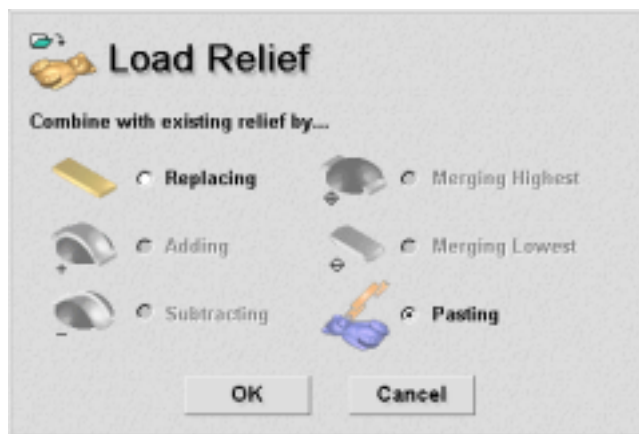 Load Relief
Combine with existing relief by....
Replacing
Merging Highest
Adding
Merging Lowest
Subtracting
Pasting
OK
Cancel